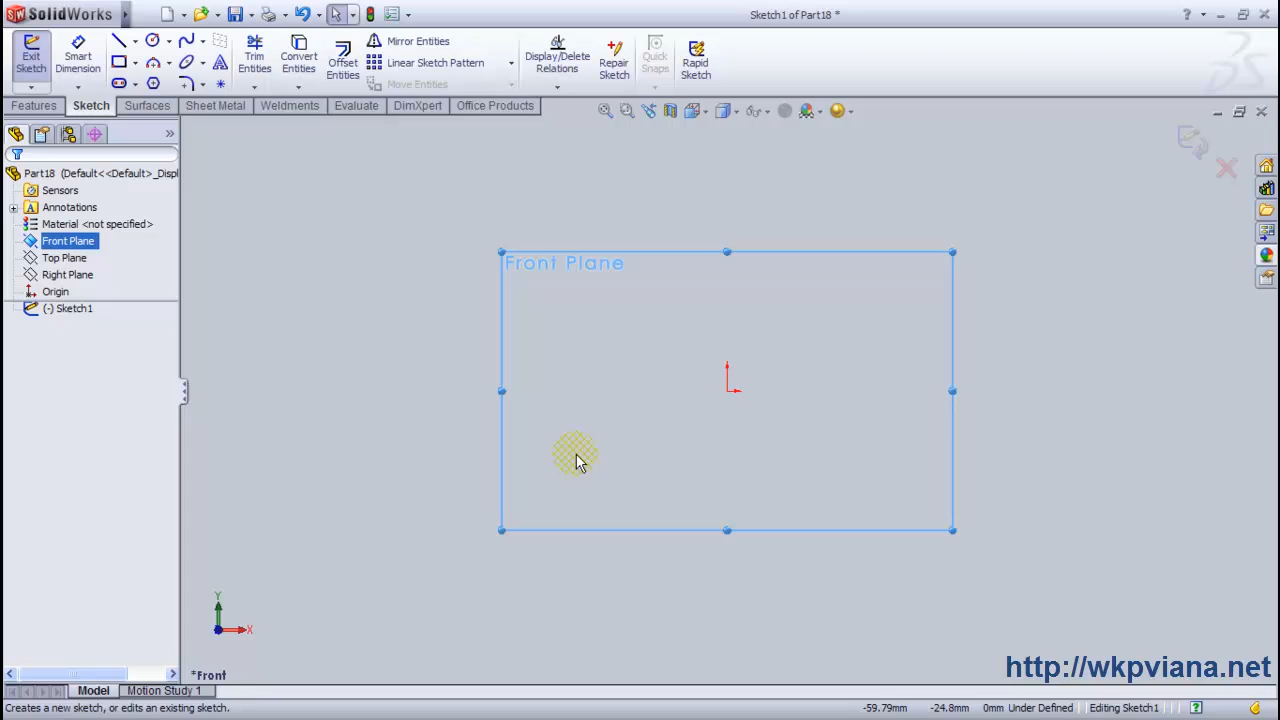 SolidWorks
Sketch1 of Part18 *
Exit Sketch
Smart Dimension
Trim Entities
Convert Entities
Offset Entities
Mirror Entities
Linear Sketch Pattern
Move Entities
Display/Delete Relations
Repair Sketch
Quick Snaps
Rapid Sketch
Features Sketch Surfaces Sheet Metal Weldments Evaluate DimXpert Office Products
Part18 (Default<<Default>_Displ
Sensors
Annotations
Material <not specified>
Front Plane
Top Plane
Right Plane
Origin
(-) Sketch1
Front Plane
Y
X
*Front
http://wkpviana.net
Model Motion Study 1
Creates a new sketch, or edits an existing sketch.
-59.79mm -24.8mm 0mm Under Defined Editing Sketch1